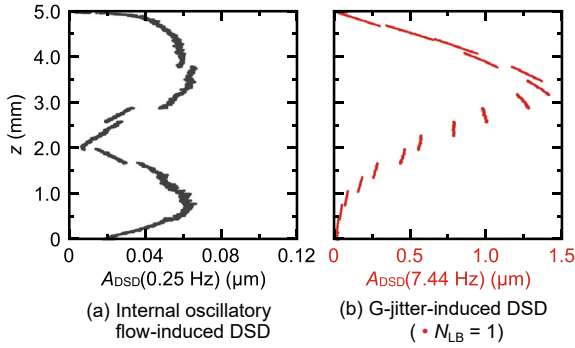 5.0
4.0
3.0
2.0
1.0
0
z (mm)
0 0.04 0.08 0.12
A_DSD(0.25 Hz) (μm)
(a) Internal oscillatory
flow-induced DSD
0 0.5 1.0 1.5
A_DSD(7.44 Hz) (μm)
(b) G-jitter-induced DSD
( • N_LB = 1)